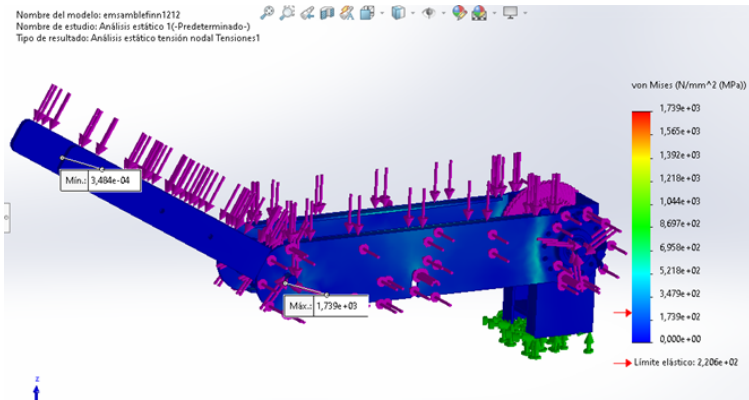 Nombre del modelo: emsamblefinn1212
Nombre de estudio: Análisis estático 1(-Predeterminado-)
Tipo de resultado: Análisis estático tensión nodal Tensiones1
von Mises (N/mm^2 (MPa))
1,739e+03
1,565e+03
1,392e+03
1,218e+03
1,044e+03
8,697e+02
6,958e+02
5,218e+02
3,479e+02
1,739e+02
0,000e+00
Límite elástico: 2,206e+02
Mín.: 3,484e-04
Máx.: 1,739e+03
z